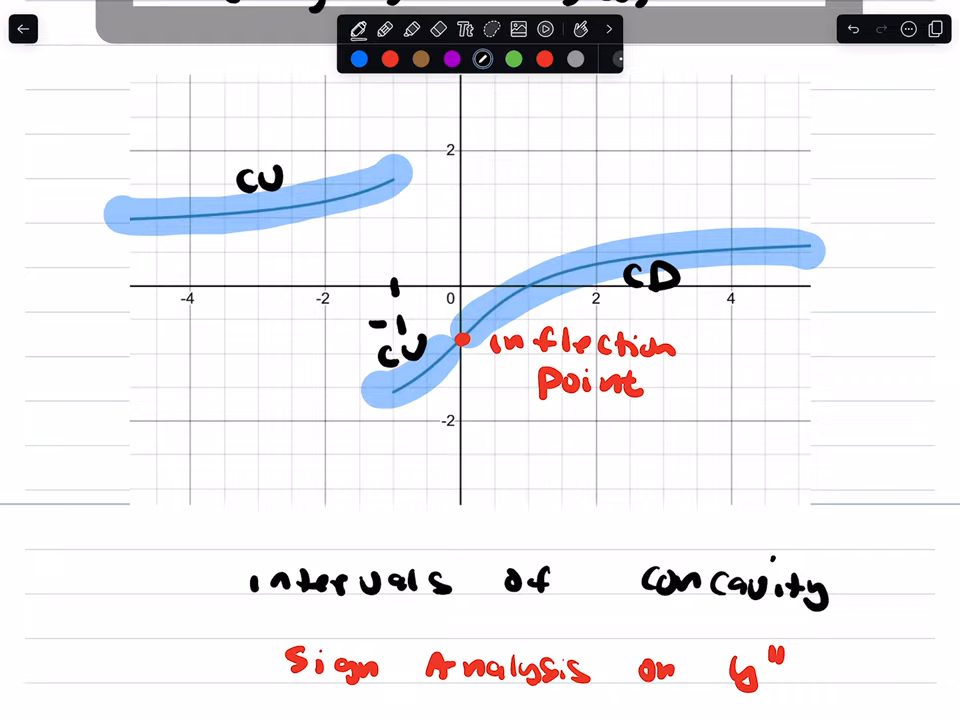 Tt
2
CU
-4
-2
0
2
4
CD
-1
CU
inflection
Point
-2
intervals of concavity
Sign Analysis on y"